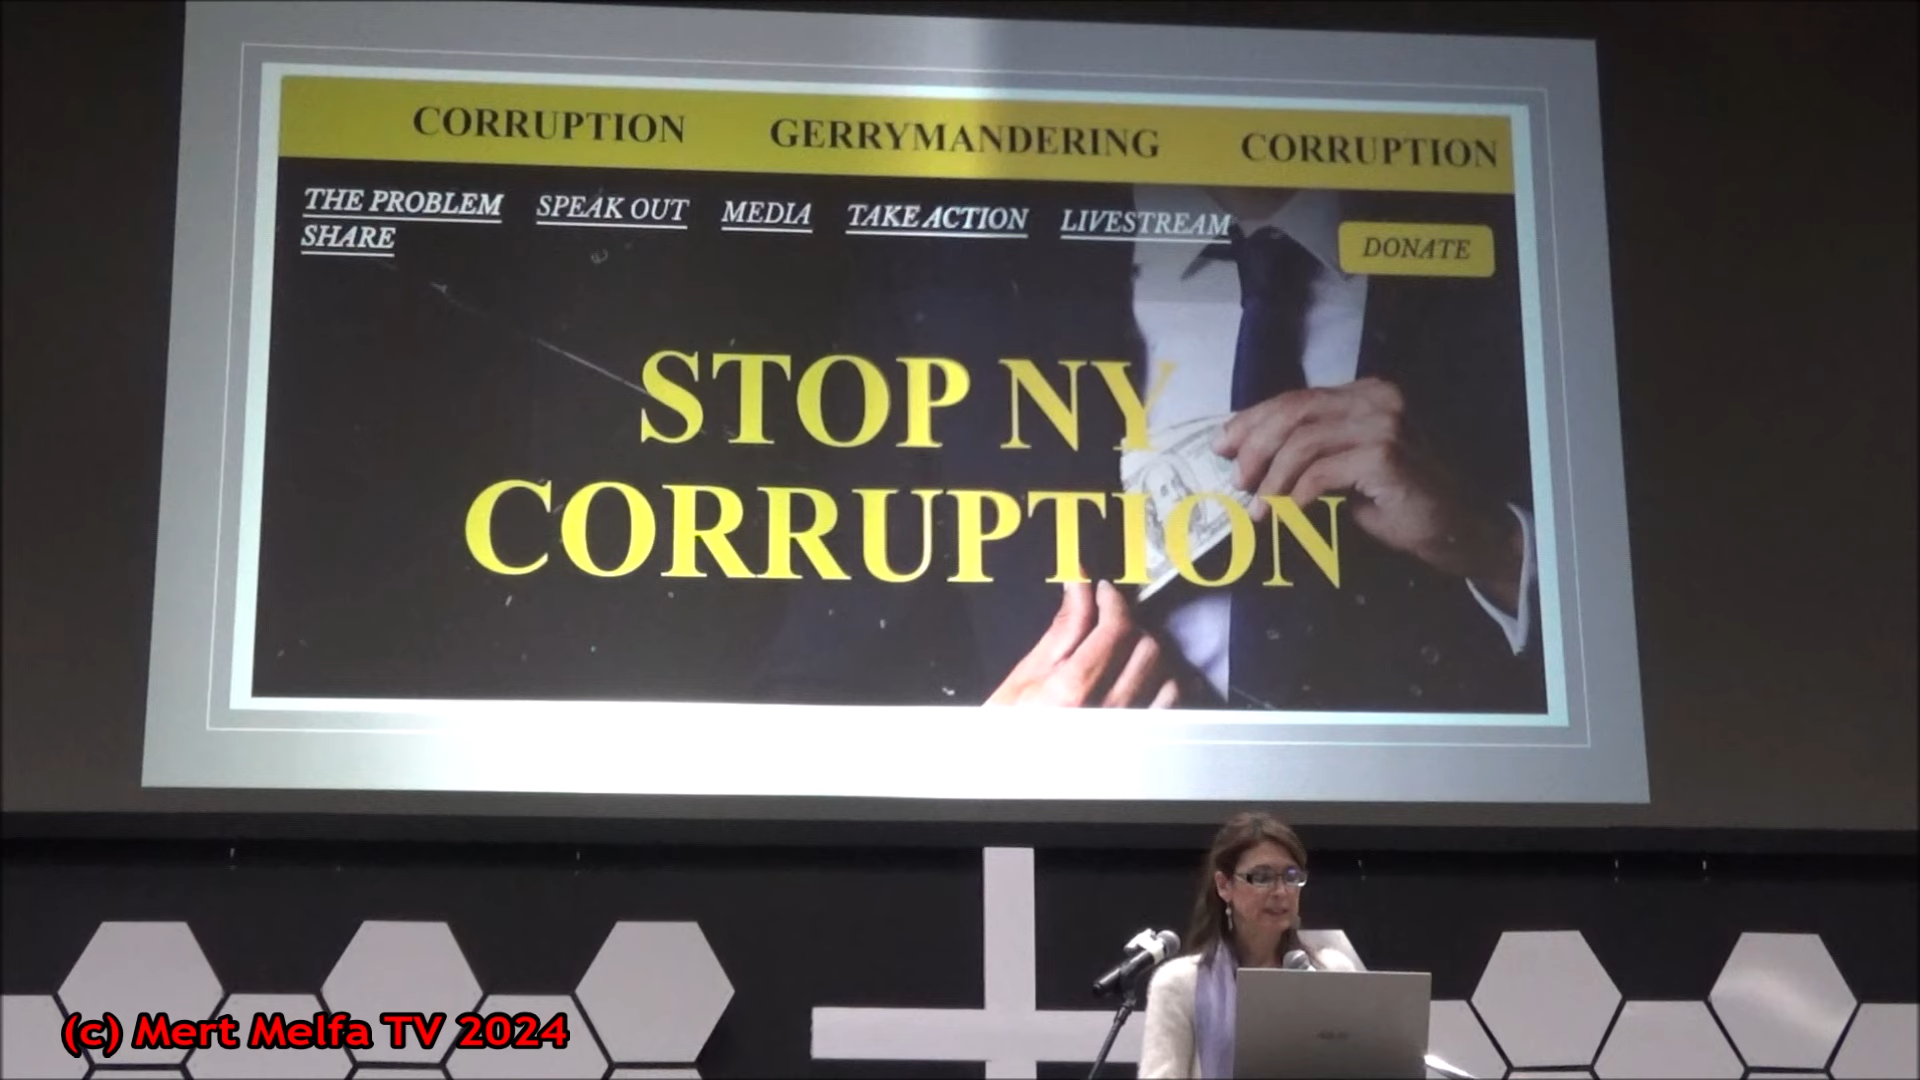 CORRUPTION GERRYMANDERING CORRUPTION
THE PROBLEM SPEAK OUT MEDIA TAKE ACTION LIVESTREAM
SHARE
DONATE
STOP NY
CORRUPTION
(c) Mert Melfa TV 2024